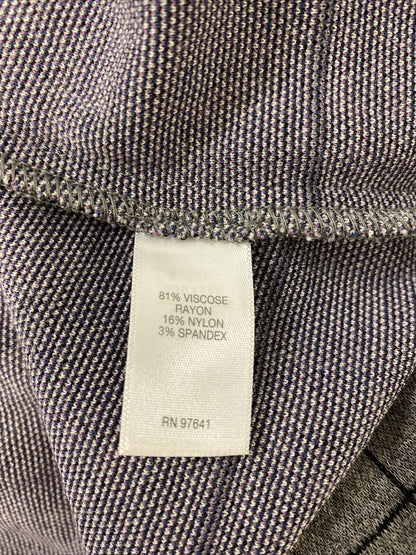 81% VISCOSE
RAYON
16% NYLON
3% SPANDEX
RN 97641